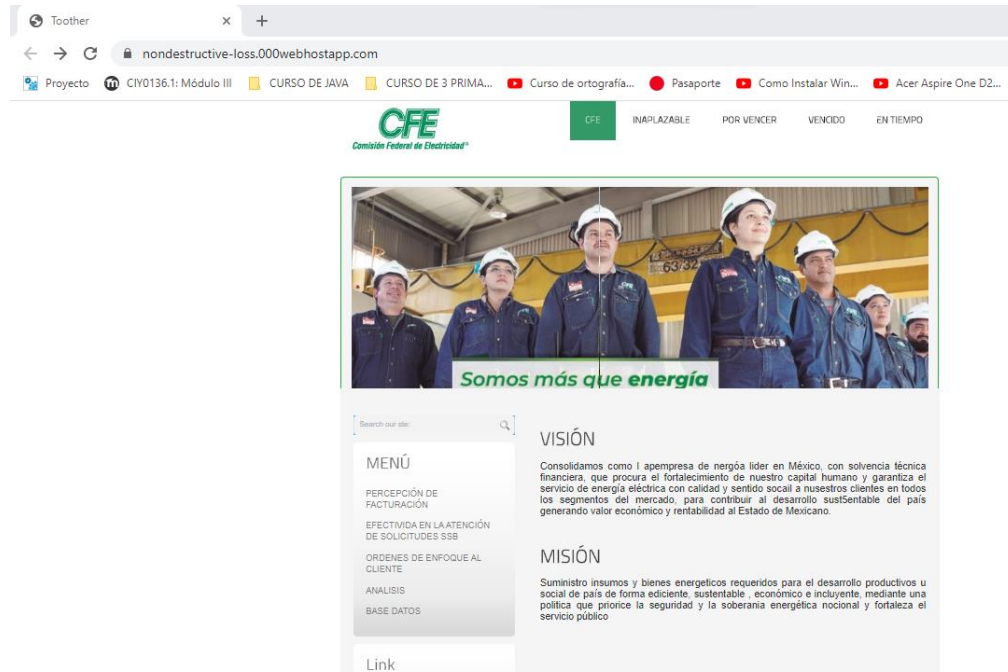 Toother
nondestructive-loss.000webhostapp.com
Proyecto CIY0136.1: Módulo III CURSO DE JAVA CURSO DE 3 PRIMA... Curso de ortografía... Pasaporte Como Instalar Win... Acer Aspire One D2...
CFE
Comisión Federal de Electricidad®
CFE INAPLAZABLE POR VENCER VENCIDO EN TIEMPO
63/32
CFE
Somos más que energía
Search our site:
MENÚ
PERCEPCIÓN DE
FACTURACIÓN
EFECTIVIDA EN LA ATENCIÓN
DE SOLICITUDES SSB
ORDENES DE ENFOQUE AL
CLIENTE
ANALISIS
BASE DATOS
Link
VISIÓN
Consolidamos como l apempresa de nergóa lider en México, con solvencia técnica
financiera, que procura el fortalecimiento de nuestro capital humano y garantiza el
servicio de energía eléctrica con calidad y sentido socail a nusestros clientes en todos
los segmentos del mercado, para contribuir al desarrollo sust5entable del país
generando valor económico y rentabilidad al Estado de Mexicano.
MISIÓN
Suministro insumos y bienes energeticos requeridos para el desarrollo productivos u
social de país de forma ediciente, sustentable , económico e incluyente, mediante una
politica que priorice la seguridad y la soberania energética nocional y fortaleza el
servicio público